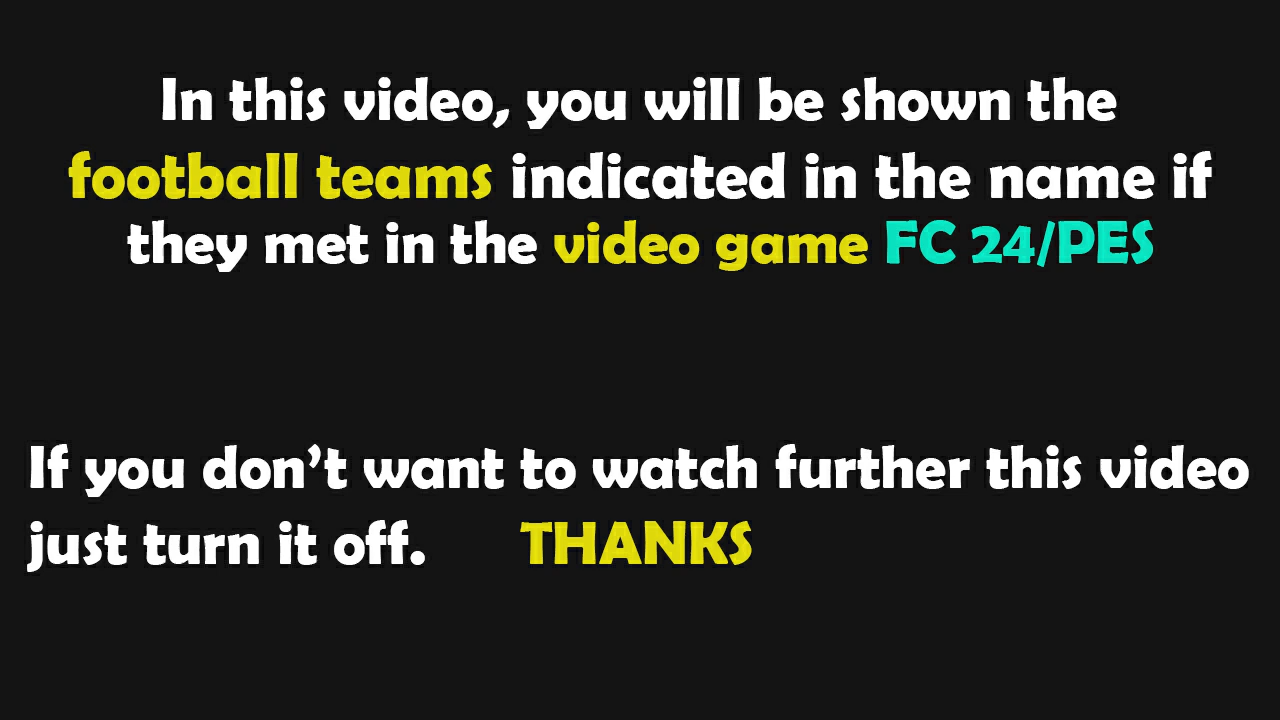 In this video, you will be shown the
football teams indicated in the name if
they met in the video game FC 24/PES
If you don't want to watch further this video
just turn it off. THANKS